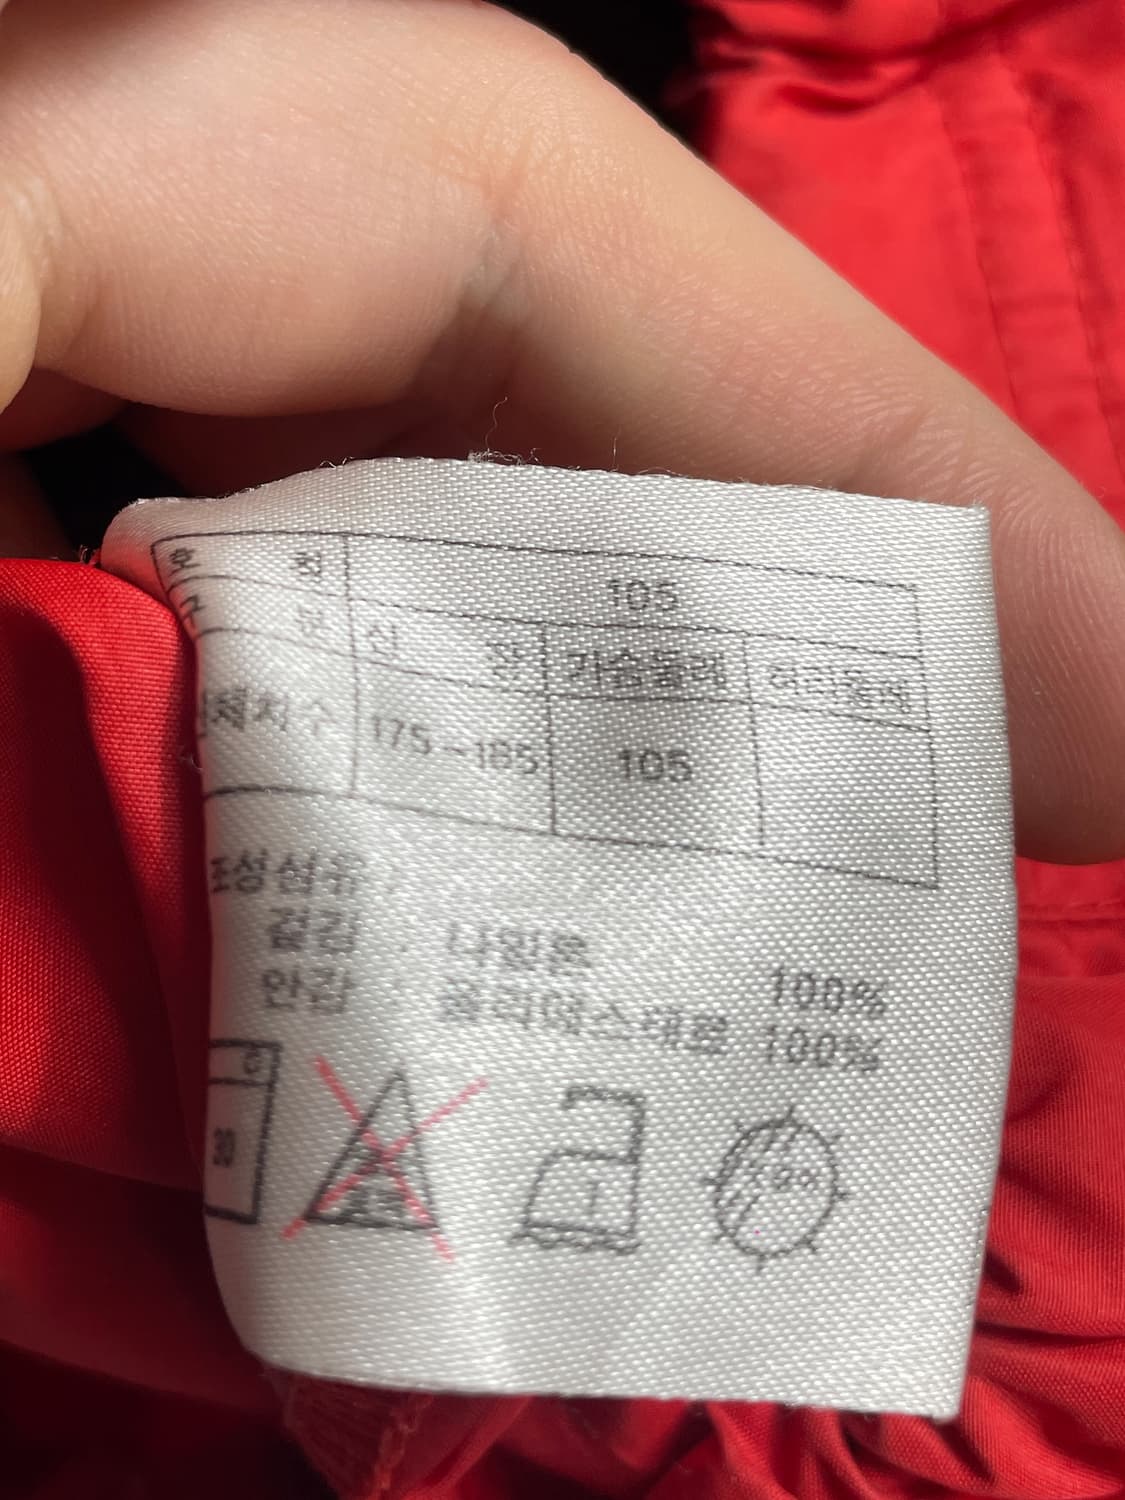 호 칭 105
구 분 신 장 가슴둘레 허리둘레
신체치수 175-185 105
조성섬유
겉감 : 나일론 100%
안감 : 폴리에스테르 100%
30